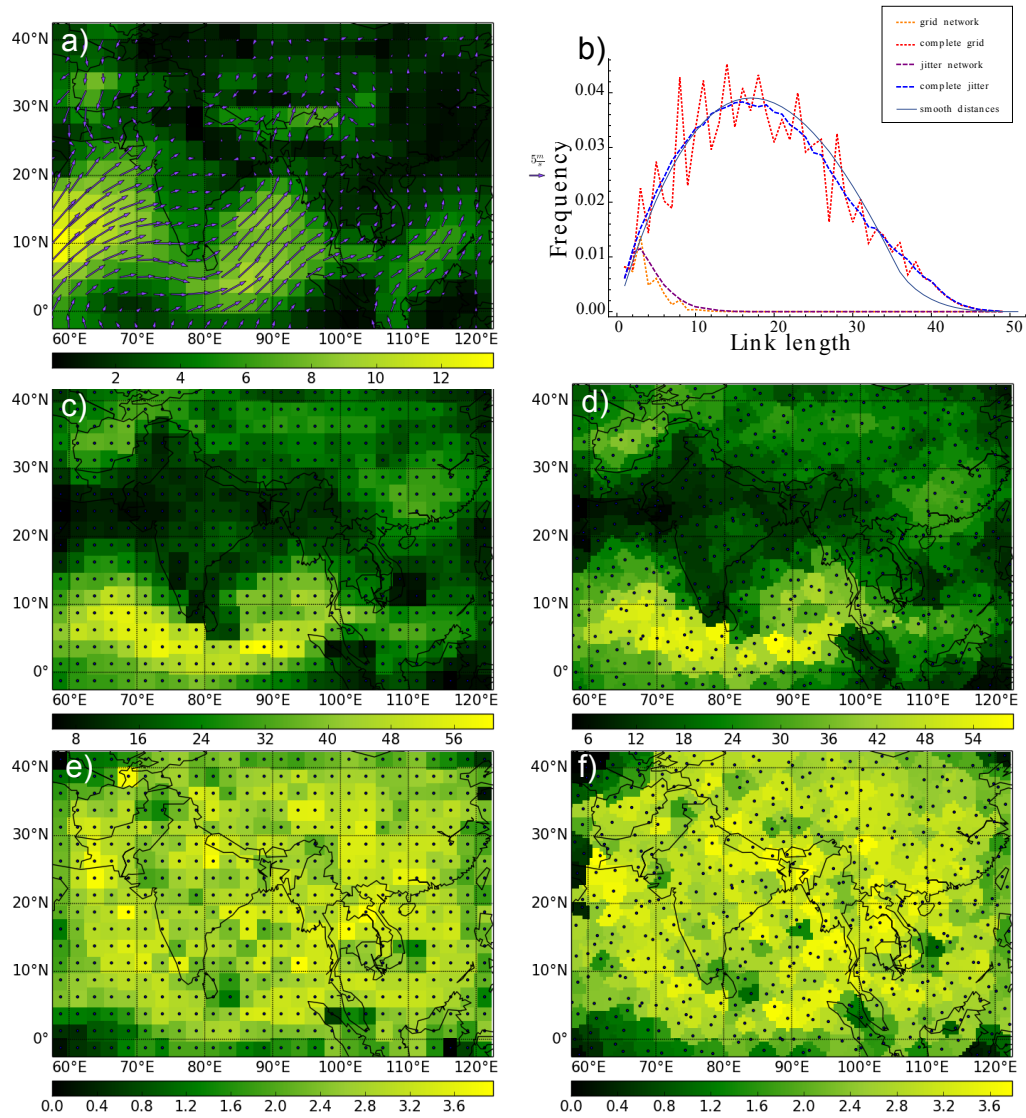 a)
40°N
30°N
20°N
10°N
0°
60°E 70°E 80°E 90°E 100°E 110°E 120°E
2 4 6 8 10 12
5 m/s
b)
grid network
complete grid
jitter network
complete jitter
smooth distances
Frequency
0.04
0.03
0.02
0.01
0.00
0 10 20 30 40 50
Link length
c)
40°N
30°N
20°N
10°N
0°
60°E 70°E 80°E 90°E 100°E 110°E 120°E
8 16 24 32 40 48 56
d)
40°N
30°N
20°N
10°N
0°
60°E 70°E 80°E 90°E 100°E 110°E 120°E
6 12 18 24 30 36 42 48 54
e)
40°N
30°N
20°N
10°N
0°
60°E 70°E 80°E 90°E 100°E 110°E 120°E
0.0 0.4 0.8 1.2 1.6 2.0 2.4 2.8 3.2 3.6
f)
40°N
30°N
20°N
10°N
0°
60°E 70°E 80°E 90°E 100°E 110°E 120°E
0.0 0.4 0.8 1.2 1.6 2.0 2.4 2.8 3.2 3.6